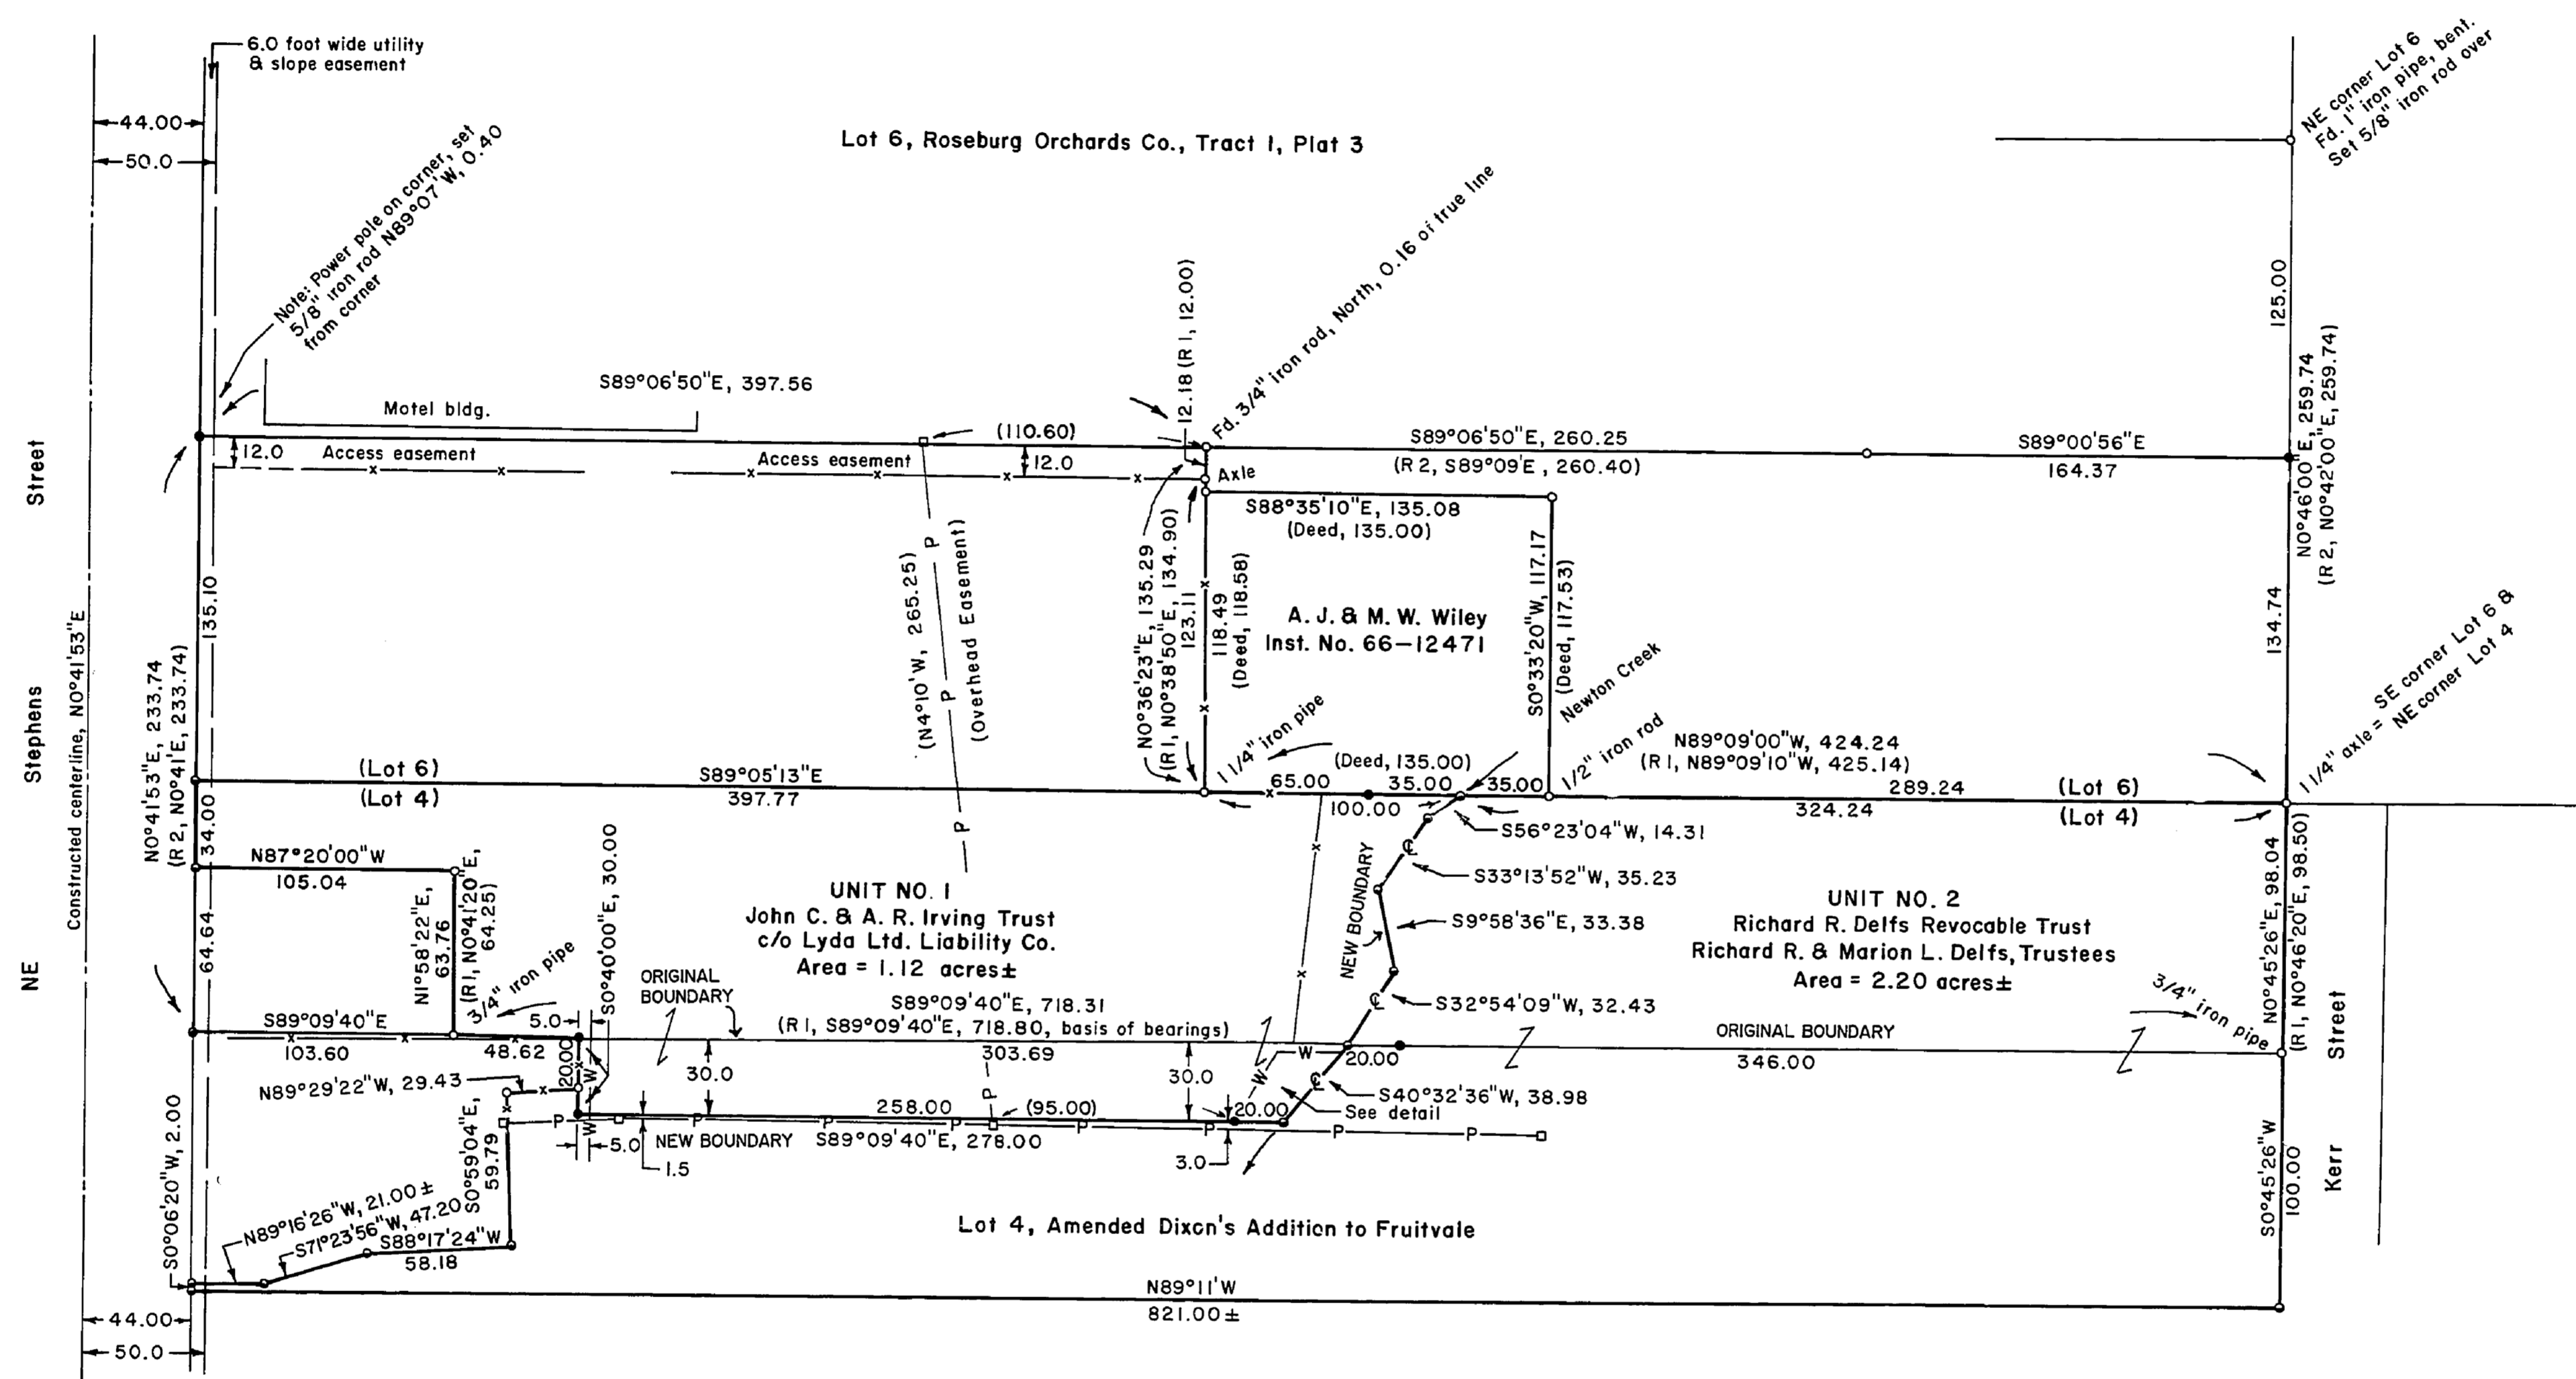 6.0 foot wide utility
& slope easement
44.00
50.0
Note: Power pole on corner, set
5/8" iron rod N89°07'W, 0.40
from corner
Lot 6, Roseburg Orchards Co., Tract 1, Plat 3
NE corner Lot 6
Fd. 1" iron pipe, bent.
Set 5/8" iron rod over
125.00
N0°46'00"E, 259.74
(R 2, N0°42'00"E, 259.74)
12.18 (R 1, 12.00)
Fd. 3/4" iron rod, North, 0.16 of true line
S89°06'50"E, 397.56
Motel bldg.
(110.60)
S89°06'50"E, 260.25
(R 2, S89°09'E, 260.40)
S89°00'56"E
164.37
12.0
Access easement
Access easement
12.0
Axle
S88°35'10"E, 135.08
(Deed, 135.00)
NE Stephens Street
Constructed centerline, N0°41'53"E
135.10
N0°41'53"E, 233.74
(R 2, N0°41'E, 233.74)
(N4°10'W, 265.25)
P
P
P
(Overhead Easement)
N0°36'23"E, 135.29
(R 1, N0°38'50"E, 134.90)
123.11
118.49
(Deed, 118.58)
A. J. & M. W. Wiley
Inst. No. 66-12471
S0°33'20"W, 117.17
(Deed, 117.53)
Newton Creek
134.74
1 1/4" axle = SE corner Lot 6 &
NE corner Lot 4
1 1/4" iron pipe
1/2" iron rod
(Deed, 135.00)
N89°09'00"W, 424.24
(R 1, N89°09'10"W, 425.14)
(Lot 6)
(Lot 4)
S89°05'13"E
397.77
65.00
35.00
35.00
100.00
289.24
324.24
(Lot 6)
(Lot 4)
34.00
N87°20'00"W
105.04
64.64
N1°58'22"E,
63.76
(R 1, N0°41'20"E,
64.25)
3/4" iron pipe
S0°40'00"E, 30.00
UNIT NO. 1
John C. & A. R. Irving Trust
c/o Lyda Ltd. Liability Co.
Area = 1.12 acres±
NEW BOUNDARY
S56°23'04"W, 14.31
S33°13'52"W, 35.23
S9°58'36"E, 33.38
S32°54'09"W, 32.43
UNIT NO. 2
Richard R. Delfs Revocable Trust
Richard R. & Marion L. Delfs, Trustees
Area = 2.20 acres±
N0°45'26"E, 98.04
(R 1, N0°46'20"E, 98.50)
3/4" iron pipe
ORIGINAL
BOUNDARY
S89°09'40"E, 718.31
(R 1, S89°09'40"E, 718.80, basis of bearings)
303.69
ORIGINAL BOUNDARY
346.00
S89°09'40"E
103.60
48.62
5.0
20.00
W
W
W
20.00
W
30.0
30.0
P
N89°29'22"W, 29.43
258.00
(95.00)
20.00
S40°32'36"W, 38.98
See detail
P P P P P P P P
5.0
NEW BOUNDARY
S89°09'40"E, 278.00
1.5
3.0
S0°59'04"E,
59.79
S0°06'20"W, 2.00
N89°16'26"W, 21.00±
S71°23'56"W, 47.20
S88°17'24"W
58.18
Lot 4, Amended Dixon's Addition to Fruitvale
S0°45'26"W
100.00
Kerr Street
N89°11'W
821.00±
44.00
50.0